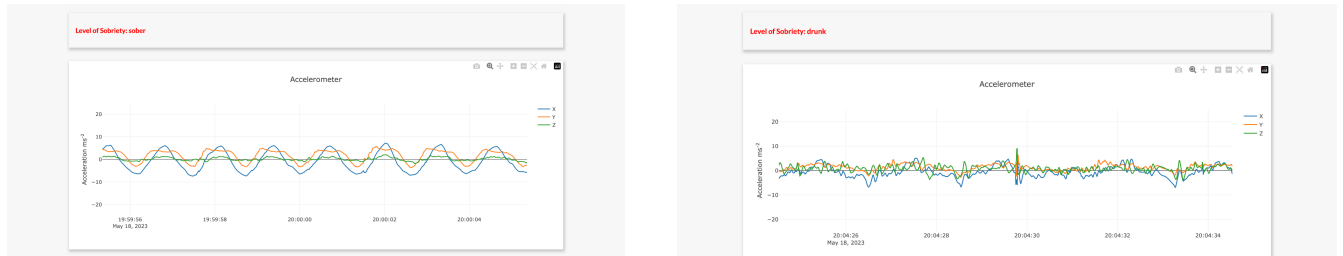 Level of Sobriety: sober
Accelerometer
X
Y
Z
Acceleration ms⁻²
20
10
0
−10
−20
19:59:56
May 18, 2023
19:59:58
20:00:00
20:00:02
20:00:04
Level of Sobriety: drunk
Accelerometer
X
Y
Z
Acceleration ms⁻²
20
10
0
−10
−20
20:04:26
May 18, 2023
20:04:28
20:04:30
20:04:32
20:04:34